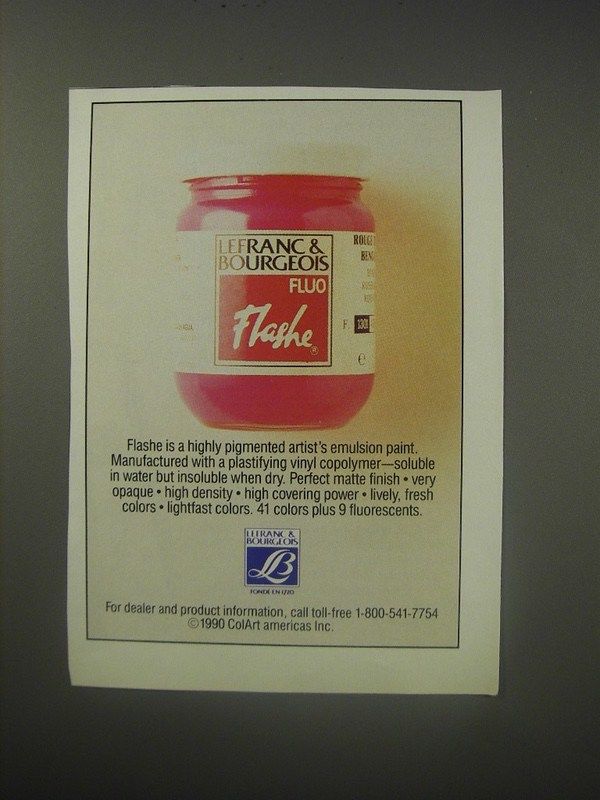 LEFRANC &
BOURGEOIS
FLUO
Flashe
®
ROUGE
F.
1301
e
Flashe is a highly pigmented artist's emulsion paint.
Manufactured with a plastifying vinyl copolymer—soluble
in water but insoluble when dry. Perfect matte finish • very
opaque • high density • high covering power • lively, fresh
colors • lightfast colors. 41 colors plus 9 fluorescents.
LEFRANC &
BOURGEOIS
LB
FONDÉ EN 1720
For dealer and product information, call toll-free 1-800-541-7754
©1990 ColArt americas Inc.